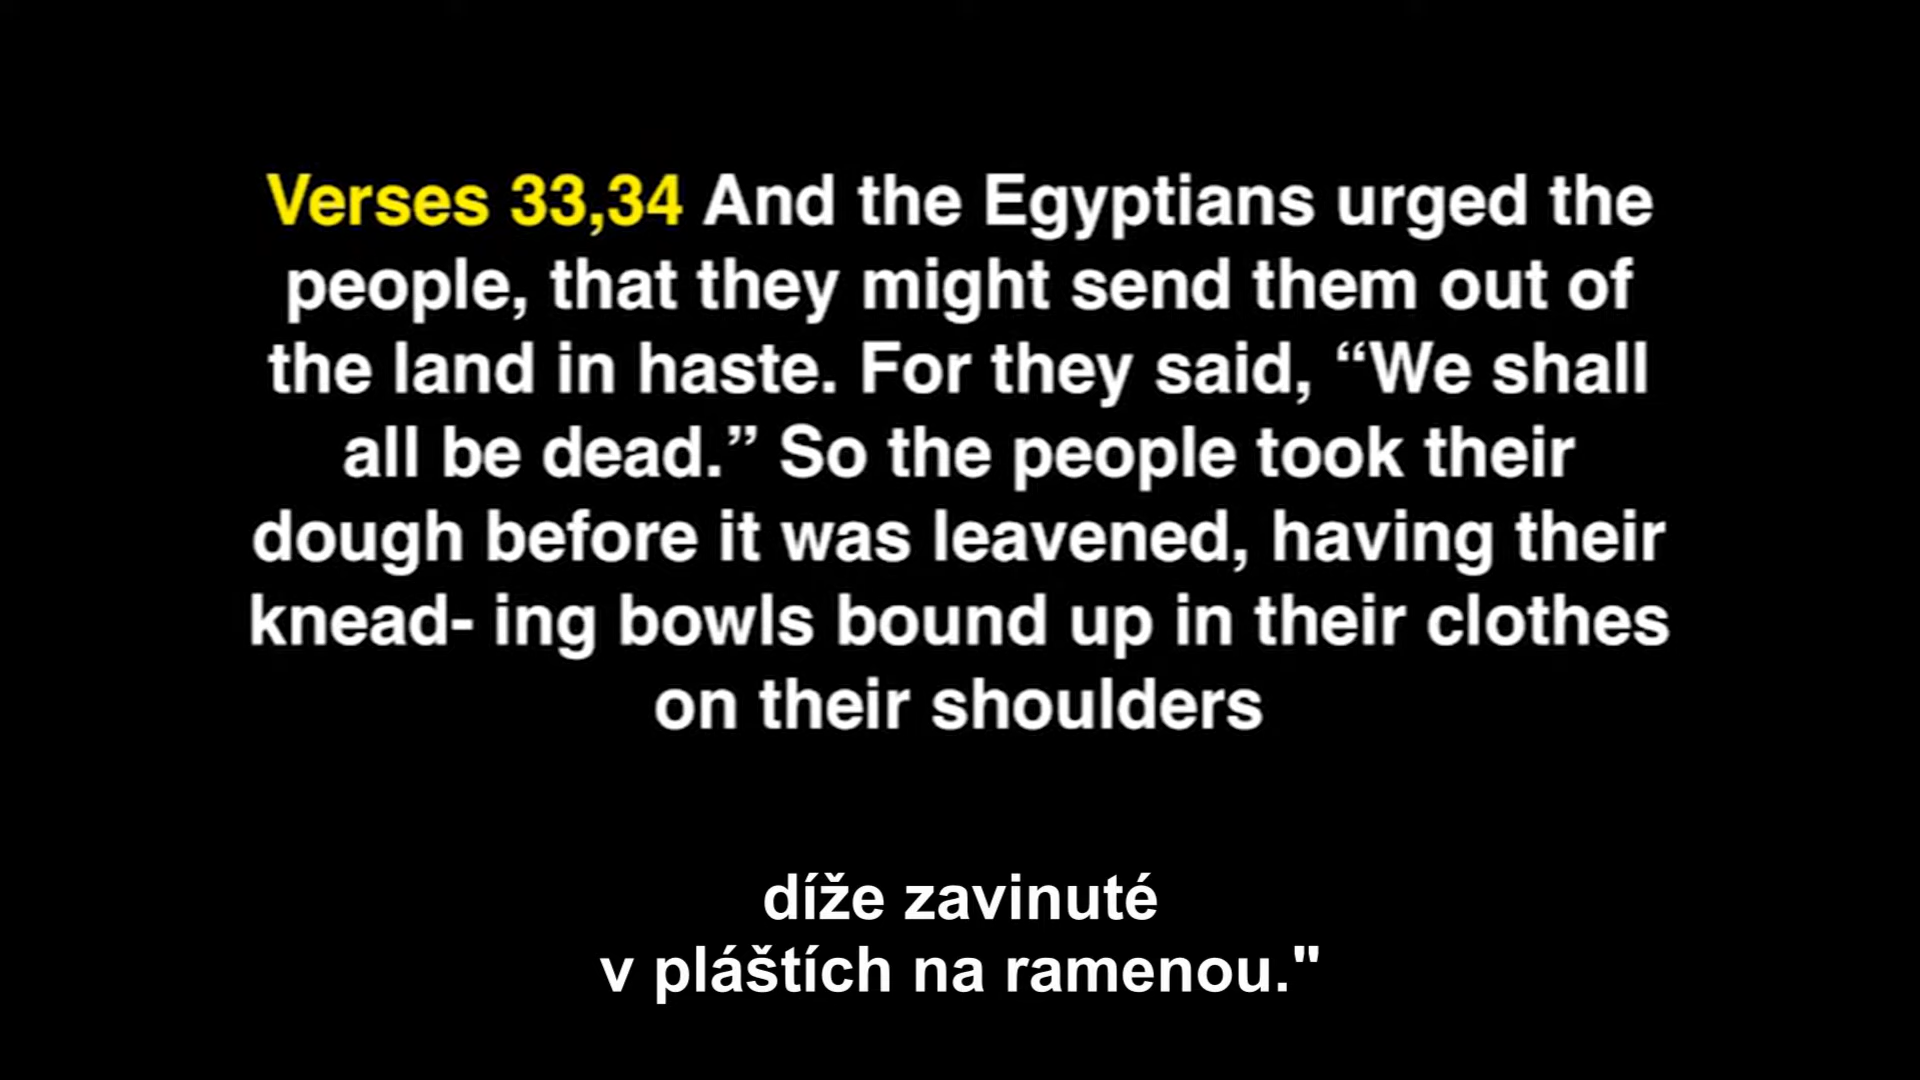 Verses 33,34 And the Egyptians urged the
people, that they might send them out of
the land in haste. For they said, “We shall
all be dead.” So the people took their
dough before it was leavened, having their
knead- ing bowls bound up in their clothes
on their shoulders
díže zavinuté
v pláštích na ramenou."